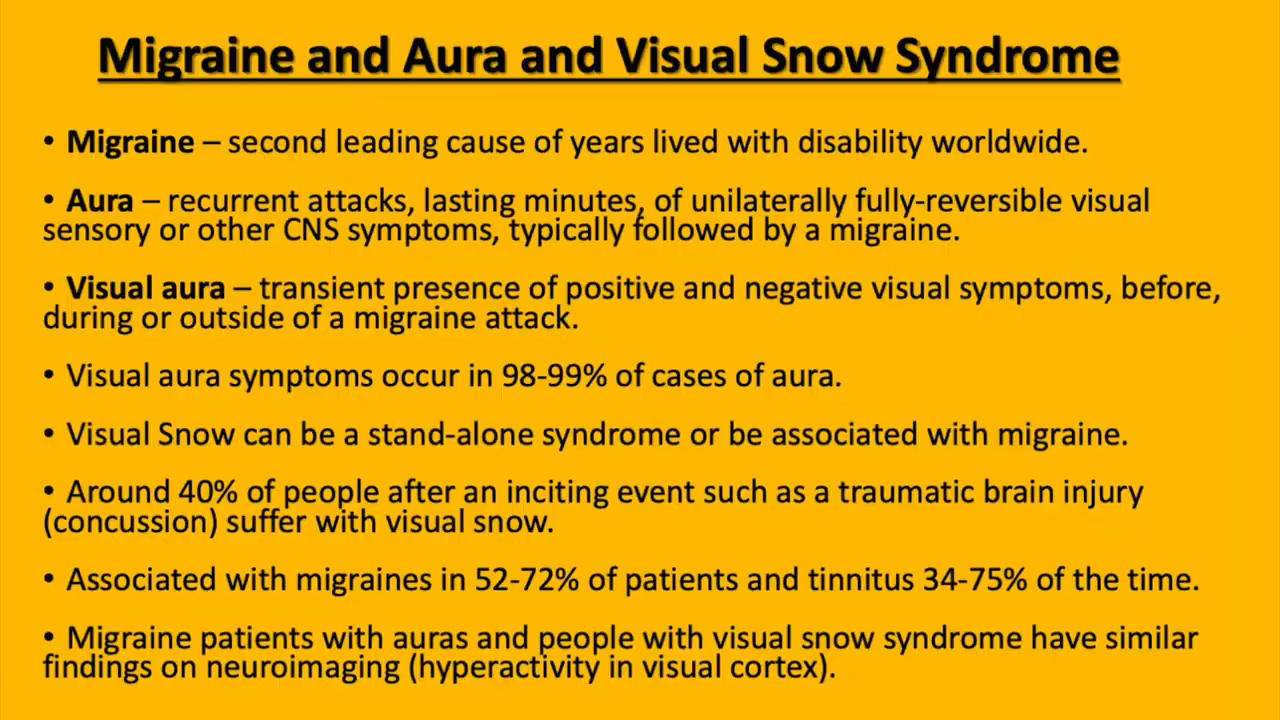 Migraine and Aura and Visual Snow Syndrome
• Migraine – second leading cause of years lived with disability worldwide.
• Aura – recurrent attacks, lasting minutes, of unilaterally fully-reversible visual
sensory or other CNS symptoms, typically followed by a migraine.
• Visual aura – transient presence of positive and negative visual symptoms, before,
during or outside of a migraine attack.
• Visual aura symptoms occur in 98-99% of cases of aura.
• Visual Snow can be a stand-alone syndrome or be associated with migraine.
• Around 40% of people after an inciting event such as a traumatic brain injury
(concussion) suffer with visual snow.
• Associated with migraines in 52-72% of patients and tinnitus 34-75% of the time.
• Migraine patients with auras and people with visual snow syndrome have similar
findings on neuroimaging (hyperactivity in visual cortex).